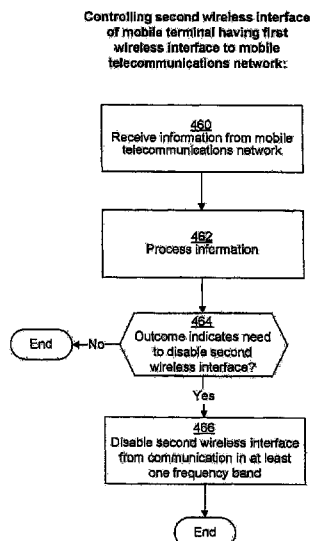 Controlling second wireless interface
of mobile terminal having first
wireless interface to mobile
telecommunications network:
460
Receive information from mobile
telecommunications network
462
Process information
464
Outcome indicates need
to disable second
wireless interface?
End
No
Yes
466
Disable second wireless interface
from communication in at least
one frequency band
End